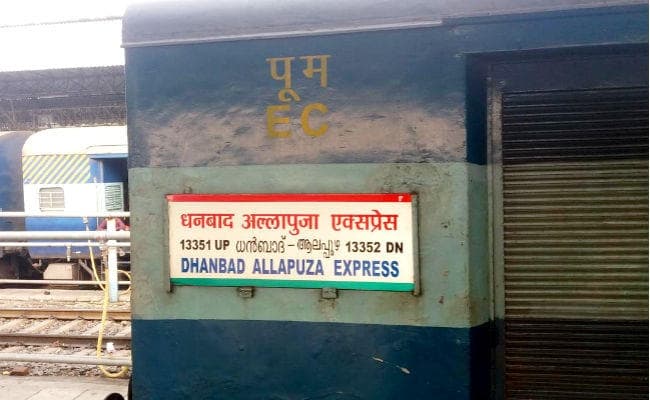 पू म
EC
धनबाद अल्लापुजा एक्सप्रेस
13351 UP ധൻബാദ് - ആലപ്പുഴ 13352 DN
DHANBAD ALLAPUZA EXPRESS